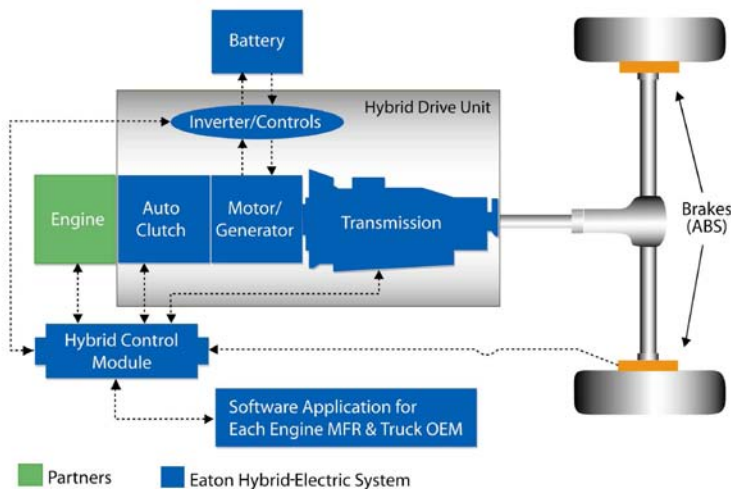 Battery
Hybrid Drive Unit
Inverter/Controls
Engine
Auto
Clutch
Motor/
Generator
Transmission
Brakes
(ABS)
Hybrid Control
Module
Software Application for
Each Engine MFR & Truck OEM
Partners
Eaton Hybrid-Electric System